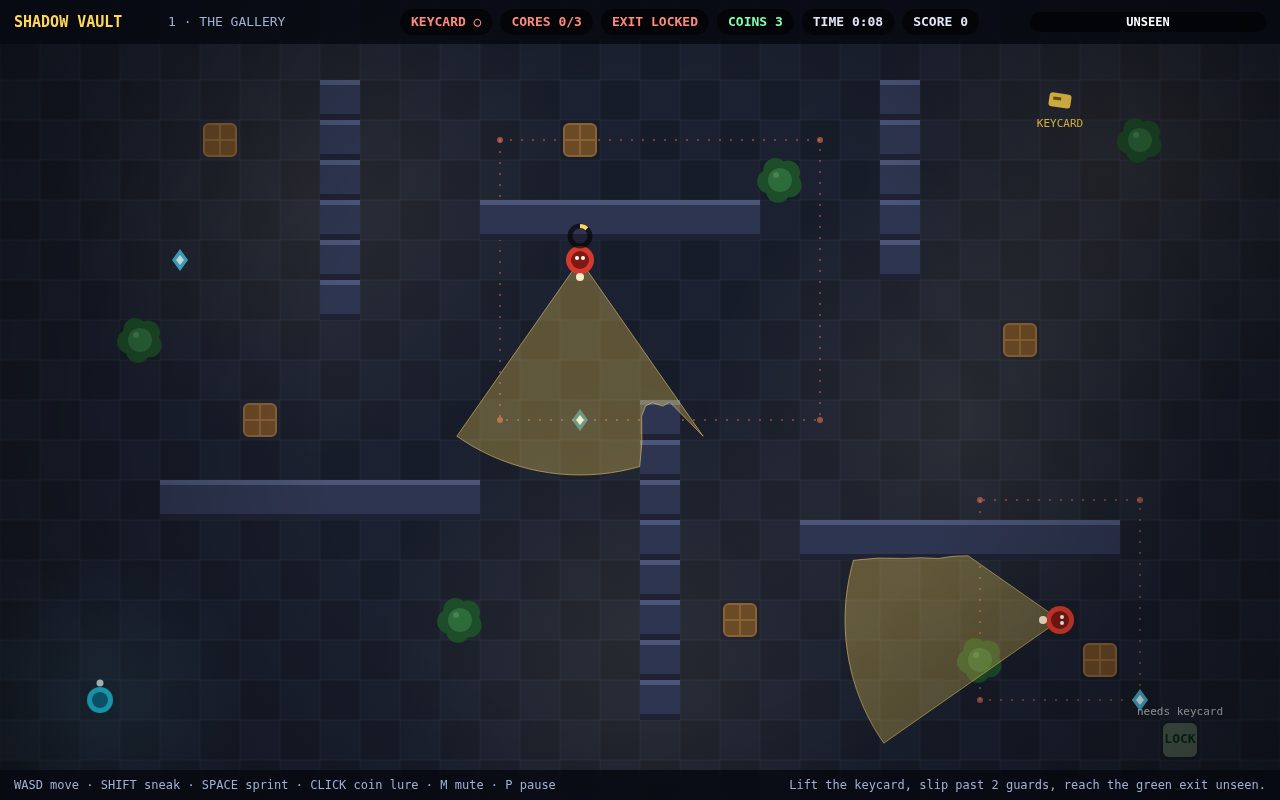 SHADOW VAULT
1 · THE GALLERY
KEYCARD ○
CORES 0/3
EXIT LOCKED
COINS 3
TIME 0:08
SCORE 0
UNSEEN
KEYCARD
needs keycard
LOCK
WASD move · SHIFT sneak · SPACE sprint · CLICK coin lure · M mute · P pause
Lift the keycard, slip past 2 guards, reach the green exit unseen.